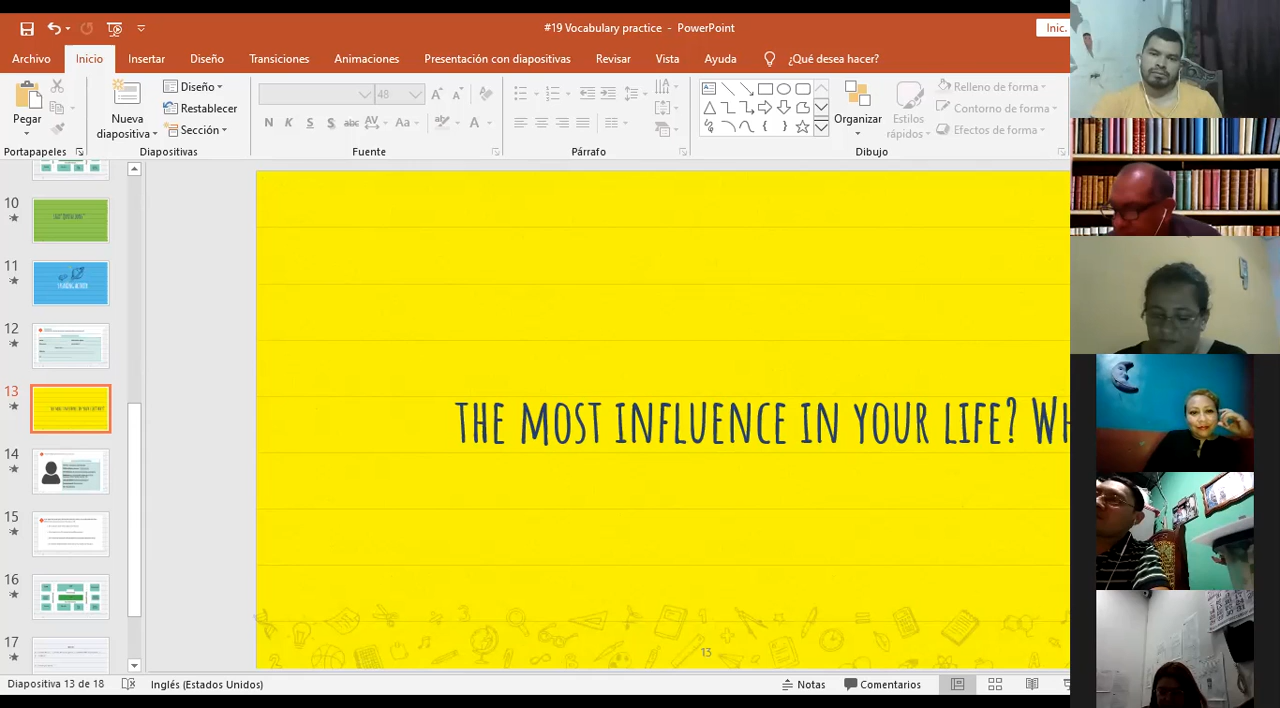 #19 Vocabulary practice - PowerPoint
Inic.
Archivo
Inicio
Insertar
Diseño
Transiciones
Animaciones
Presentación con diapositivas
Revisar
Vista
Ayuda
¿Qué desea hacer?
Pegar
Portapapeles
Nueva
diapositiva
Diseño
Restablecer
Sección
Diapositivas
48
N K S S abc AV Aa
Fuente
Párrafo
Organizar
Estilos
rápidos
Relleno de forma
Contorno de forma
Efectos de forma
Dibujo
10
11
12
13
14
15
16
17
THE MOST INFLUENCE IN YOUR LIFE? WH
13
Diapositiva 13 de 18
Inglés (Estados Unidos)
Notas
Comentarios